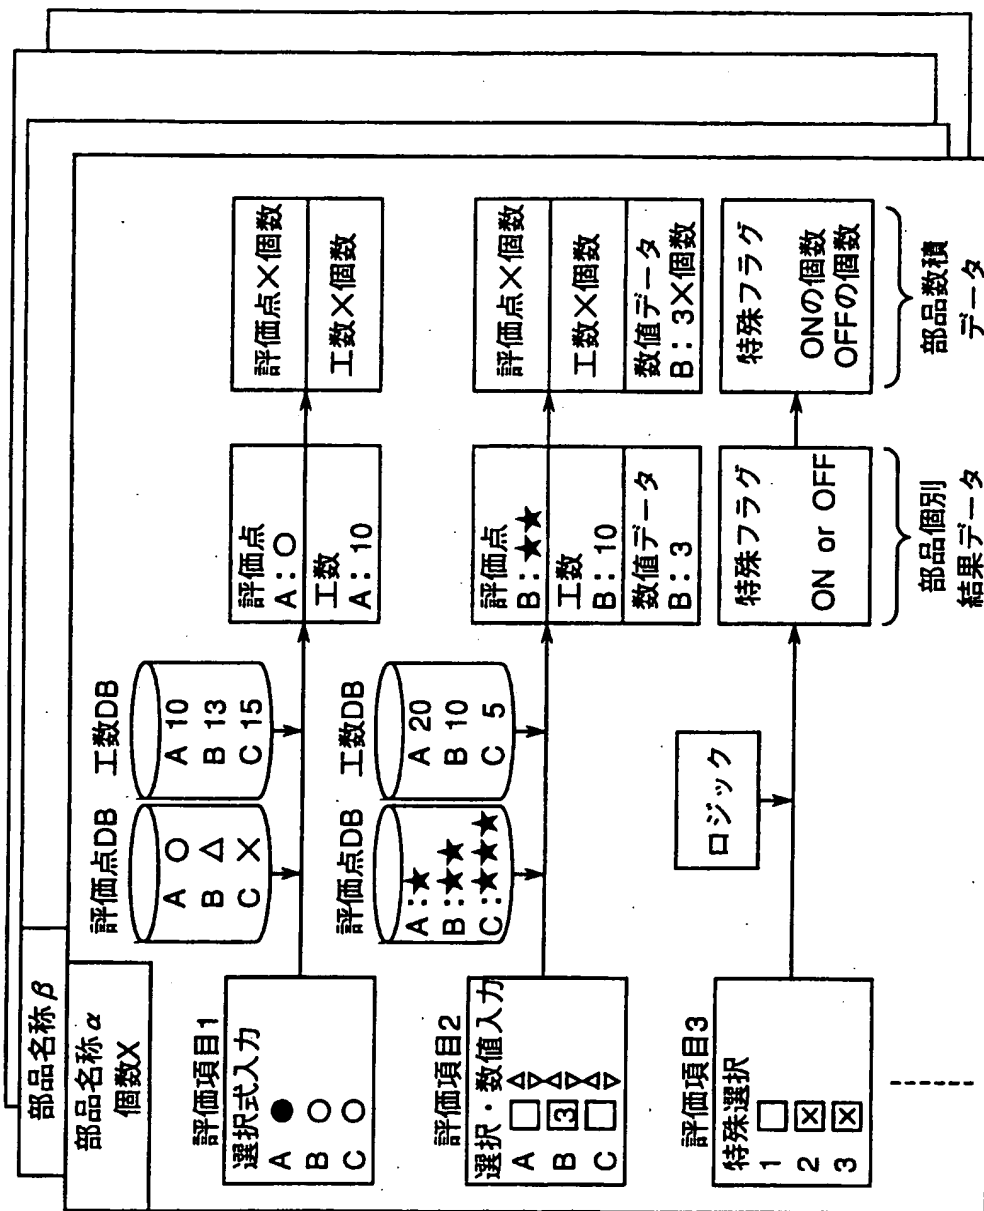 部品名称β
部品名称α
個数X
評価項目1
選択式入力
A ●
B ○
C ○
評価点DB
A ○
B △
C ×
工数DB
A 10
B 13
C 15
評価点
A:○
工数
A:10
評価点×個数
工数×個数
評価項目2
選択・数値入力
A
B 3
C
評価点DB
A:★
B:★★
C:★★★
工数DB
A 20
B 10
C 5
評価点
B:★★
工数
B:10
数値データ
B:3
評価点×個数
工数×個数
数値データ
B:3×個数
評価項目3
特殊選択
1 □
2 ☒
3 ☒
ロジック
特殊フラグ
ON or OFF
特殊フラグ
ONの個数
OFFの個数
部品個別
結果データ
部品数積
データ